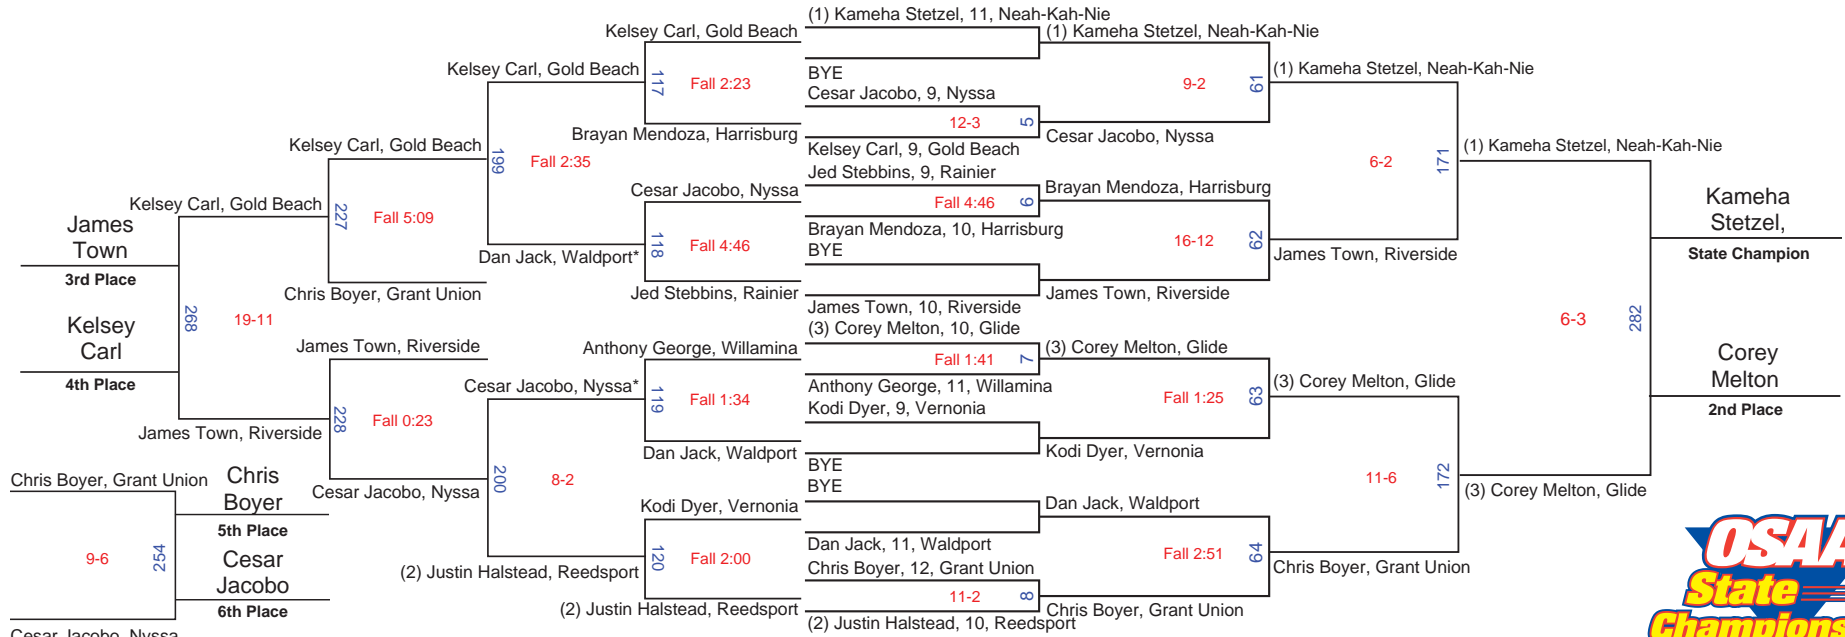 (1) Kameha Stetzel, 11, Neah-Kah-Nie
Kelsey Carl, Gold Beach
(1) Kameha Stetzel, Neah-Kah-Nie
Kelsey Carl, Gold Beach
117
Fall 2:23
BYE
Cesar Jacobo, 9, Nyssa
9-2
61
(1) Kameha Stetzel, Neah-Kah-Nie
12-3
5
Brayan Mendoza, Harrisburg
Cesar Jacobo, Nyssa
Kelsey Carl, Gold Beach
199
Fall 2:35
Kelsey Carl, 9, Gold Beach
Jed Stebbins, 9, Rainier
6-2
171
(1) Kameha Stetzel, Neah-Kah-Nie
Cesar Jacobo, Nyssa
Fall 4:46
6
Brayan Mendoza, Harrisburg
Kelsey Carl, Gold Beach
227
Fall 5:09
James
Town
3rd Place
118
Fall 4:46
Brayan Mendoza, 10, Harrisburg
BYE
16-12
62
Kameha
Stetzel,
State Champion
Dan Jack, Waldport*
James Town, Riverside
Chris Boyer, Grant Union
Jed Stebbins, Rainier
James Town, Riverside
James Town, 10, Riverside
(3) Corey Melton, 10, Glide
Kelsey
Carl
4th Place
268
19-11
6-3
282
James Town, Riverside
Anthony George, Willamina
Fall 1:41
7
(3) Corey Melton, Glide
Cesar Jacobo, Nyssa*
119
Fall 1:34
Anthony George, 11, Willamina
Kodi Dyer, 9, Vernonia
Fall 1:25
63
(3) Corey Melton, Glide
Corey
Melton
2nd Place
James Town, Riverside
228
Fall 0:23
Dan Jack, Waldport
Kodi Dyer, Vernonia
BYE
BYE
Chris Boyer, Grant Union
Chris
Boyer
5th Place
Cesar Jacobo, Nyssa
200
8-2
11-6
172
(3) Corey Melton, Glide
Kodi Dyer, Vernonia
Dan Jack, Waldport
9-6
254
Cesar
Jacobo
6th Place
120
Fall 2:00
Dan Jack, 11, Waldport
Chris Boyer, 12, Grant Union
Fall 2:51
64
(2) Justin Halstead, Reedsport
Chris Boyer, Grant Union
11-2
8
(2) Justin Halstead, Reedsport
Chris Boyer, Grant Union
(2) Justin Halstead, 10, Reedsport
Cesar Jacobo, Nyssa
OSAA
State
Champions